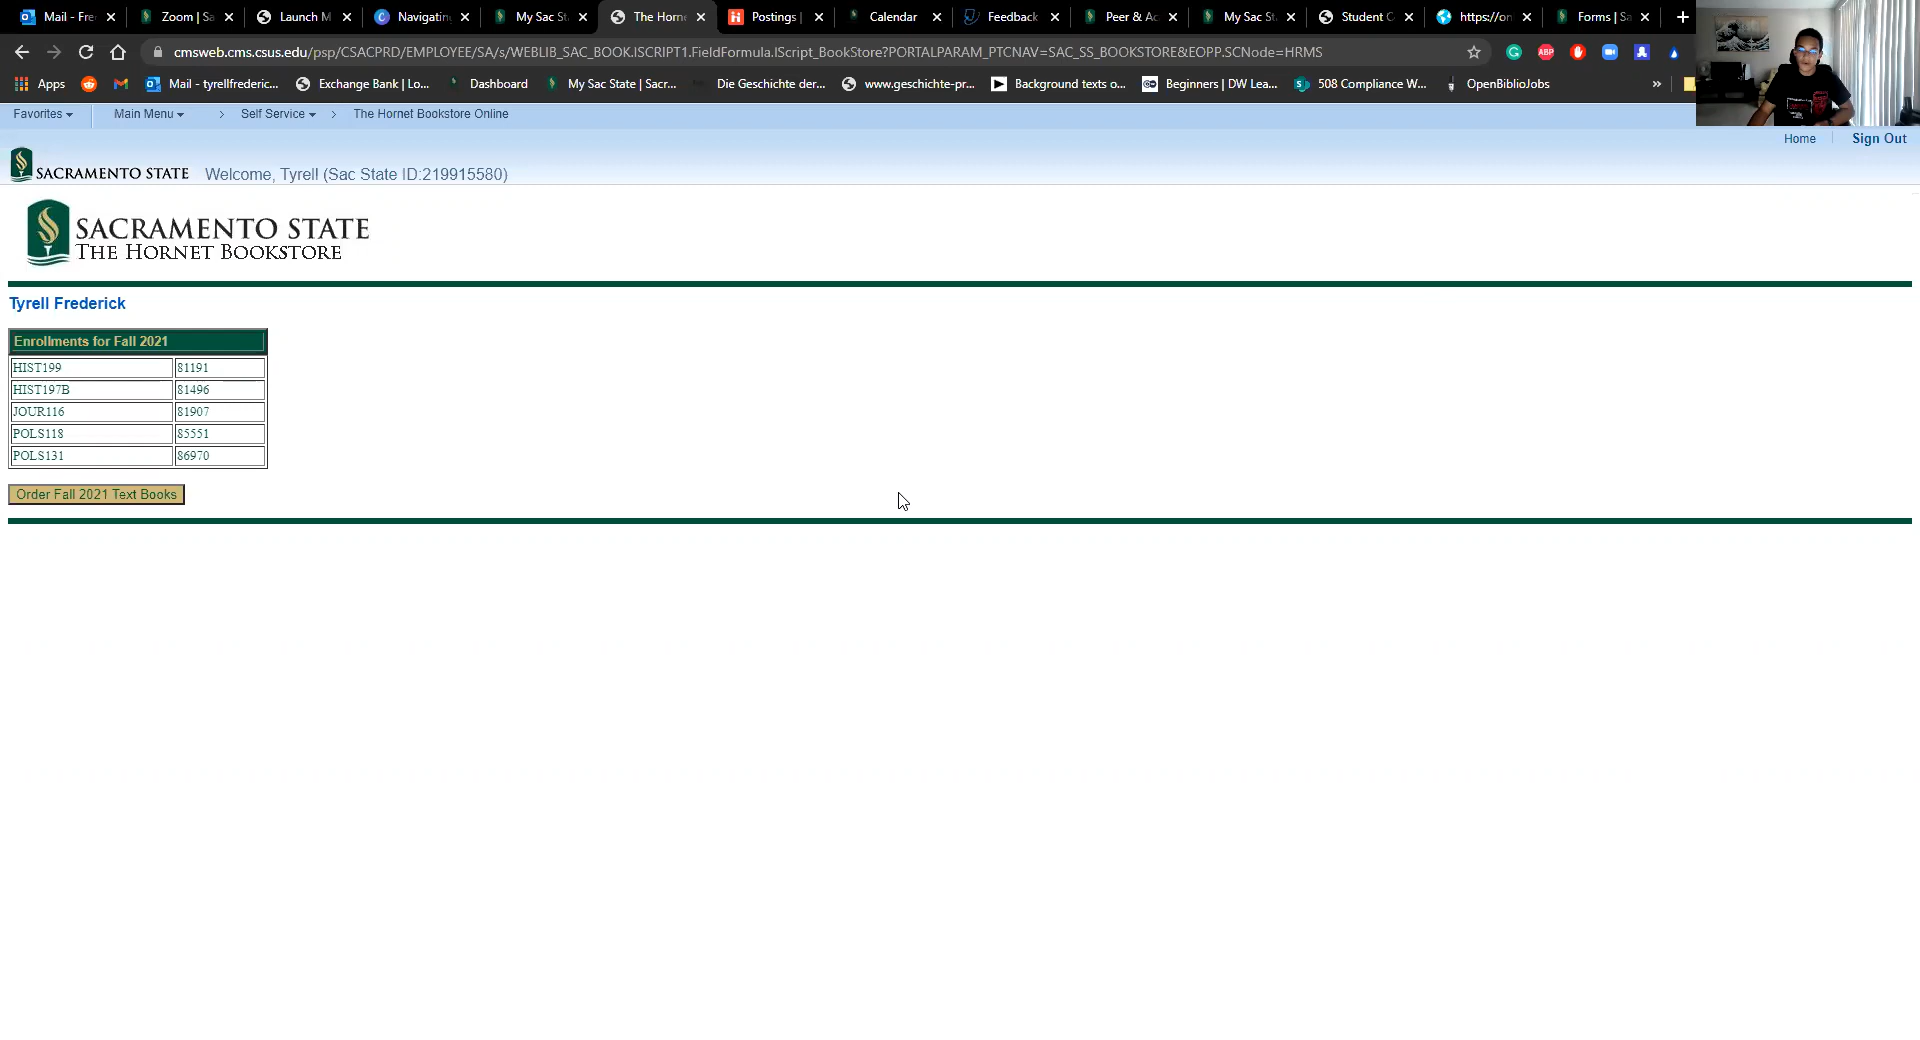 Mail - Fre
Zoom | Sa
Launch M
Navigating
My Sac St
The Horne
Postings |
Calendar
Feedback
Peer & Ac
My Sac St
Student C
https://on
Forms | Sa
cmsweb.cms.csus.edu/psp/CSACPRD/EMPLOYEE/SA/s/WEBLIB_SAC_BOOK.ISCRIPT1.FieldFormula.IScript_BookStore?PORTALPARAM_PTCNAV=SAC_SS_BOOKSTORE&EOPP.SCNode=HRMS
ABP
Apps
Mail - tyrellfrederic...
Exchange Bank | Lo...
Dashboard
My Sac State | Sacr...
Die Geschichte der...
www.geschichte-pr...
Background texts o...
Beginners | DW Lea...
508 Compliance W...
OpenBiblioJobs
»
Favorites
Main Menu
>
Self Service
>
The Hornet Bookstore Online
Home
Sign Out
SACRAMENTO STATE
Welcome, Tyrell (Sac State ID:219915580)
SACRAMENTO STATE
THE HORNET BOOKSTORE
Tyrell Frederick
Enrollments for Fall 2021
HIST199 81191
HIST197B 81496
JOUR116 81907
POLS118 85551
POLS131 86970
Order Fall 2021 Text Books